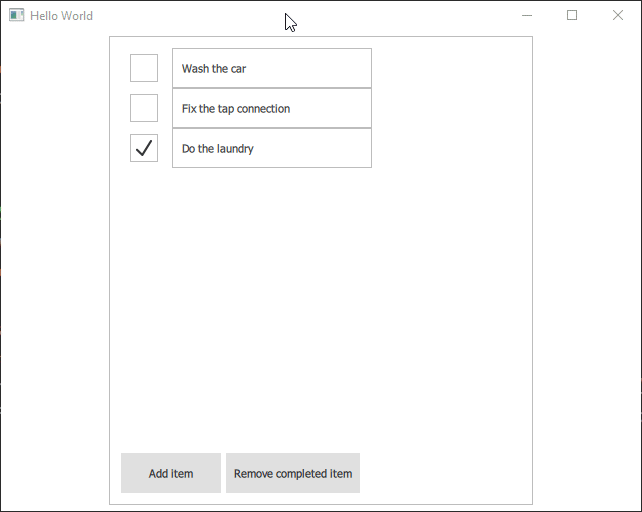 Hello World
Wash the car
Fix the tap connection
Do the laundry
Add item
Remove completed item